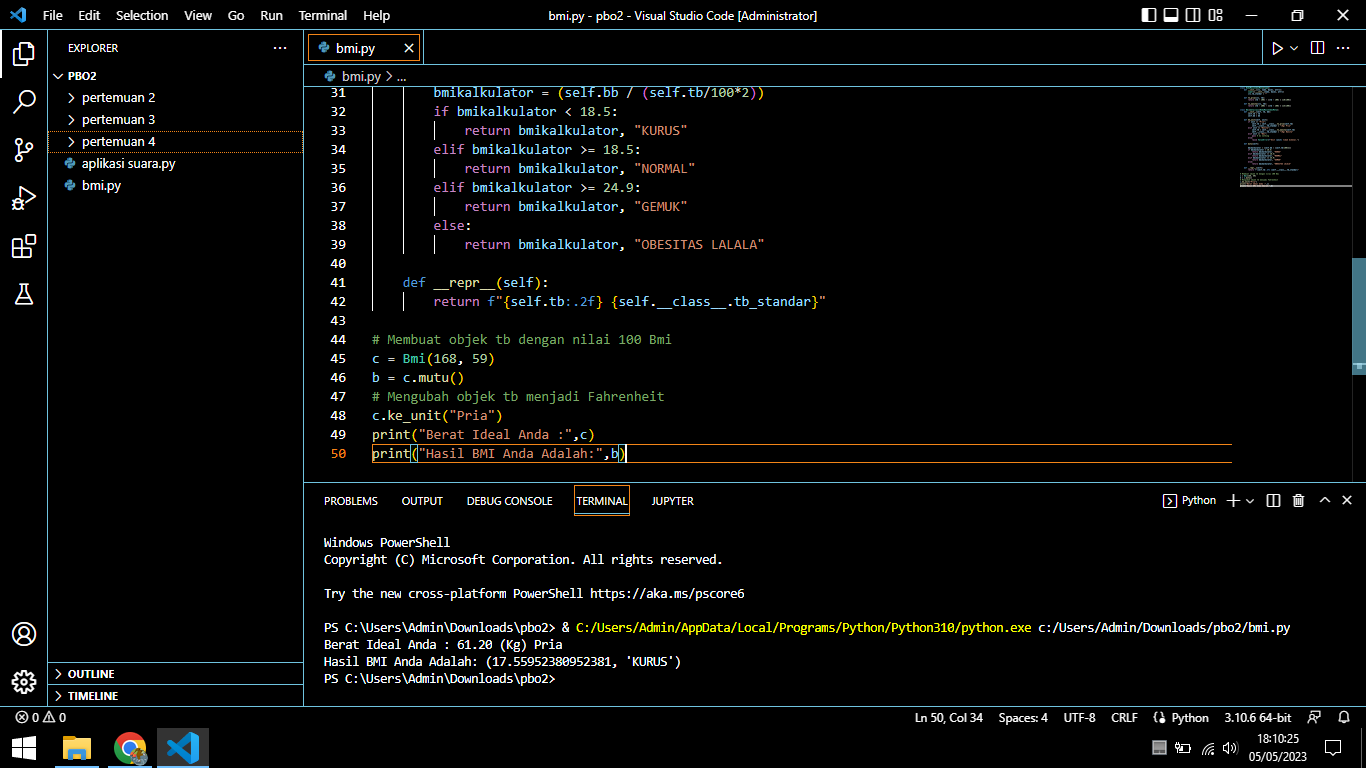 File Edit Selection View Go Run Terminal Help bmi.py - pbo2 - Visual Studio Code [Administrator]
EXPLORER
PBO2
pertemuan 2
pertemuan 3
pertemuan 4
aplikasi suara.py
bmi.py
OUTLINE
TIMELINE
bmi.py
bmi.py > ...
31 bmikalkulator = (self.bb / (self.tb/100*2))
32 if bmikalkulator < 18.5:
33 return bmikalkulator, "KURUS"
34 elif bmikalkulator >= 18.5:
35 return bmikalkulator, "NORMAL"
36 elif bmikalkulator >= 24.9:
37 return bmikalkulator, "GEMUK"
38 else:
39 return bmikalkulator, "OBESITAS LALALA"
40
41 def __repr__(self):
42 return f"{self.tb:.2f} {self.__class__.tb_standar}"
43
44 # Membuat objek tb dengan nilai 100 Bmi
45 c = Bmi(168, 59)
46 b = c.mutu()
47 # Mengubah objek tb menjadi Fahrenheit
48 c.ke_unit("Pria")
49 print("Berat Ideal Anda :",c)
50 print("Hasil BMI Anda Adalah:",b)
PROBLEMS OUTPUT DEBUG CONSOLE TERMINAL JUPYTER Python
Windows PowerShell
Copyright (C) Microsoft Corporation. All rights reserved.
Try the new cross-platform PowerShell https://aka.ms/pscore6
PS C:\Users\Admin\Downloads\pbo2> & C:/Users/Admin/AppData/Local/Programs/Python/Python310/python.exe c:/Users/Admin/Downloads/pbo2/bmi.py
Berat Ideal Anda : 61.20 (Kg) Pria
Hasil BMI Anda Adalah: (17.55952380952381, 'KURUS')
PS C:\Users\Admin\Downloads\pbo2>
0 0 Ln 50, Col 34 Spaces: 4 UTF-8 CRLF Python 3.10.6 64-bit
18:10:25
05/05/2023